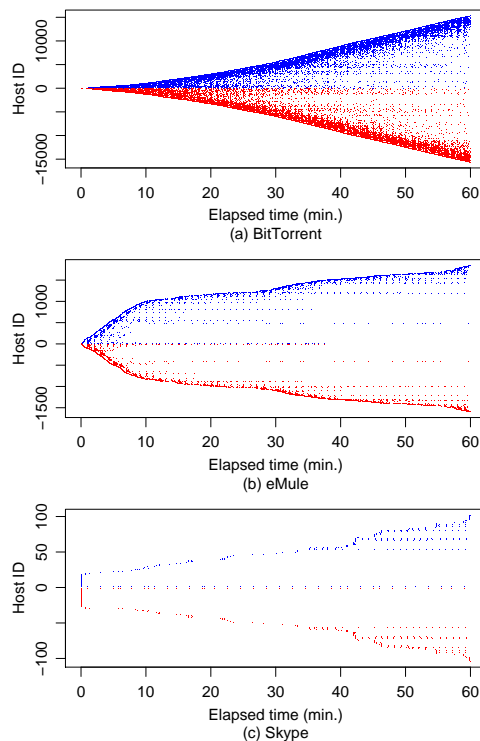 10000
0
-15000
Host ID
0 10 20 30 40 50 60
Elapsed time (min.)
(a) BitTorrent
1000
0
-1500
Host ID
0 10 20 30 40 50 60
Elapsed time (min.)
(b) eMule
100
50
0
-100
Host ID
0 10 20 30 40 50 60
Elapsed time (min.)
(c) Skype